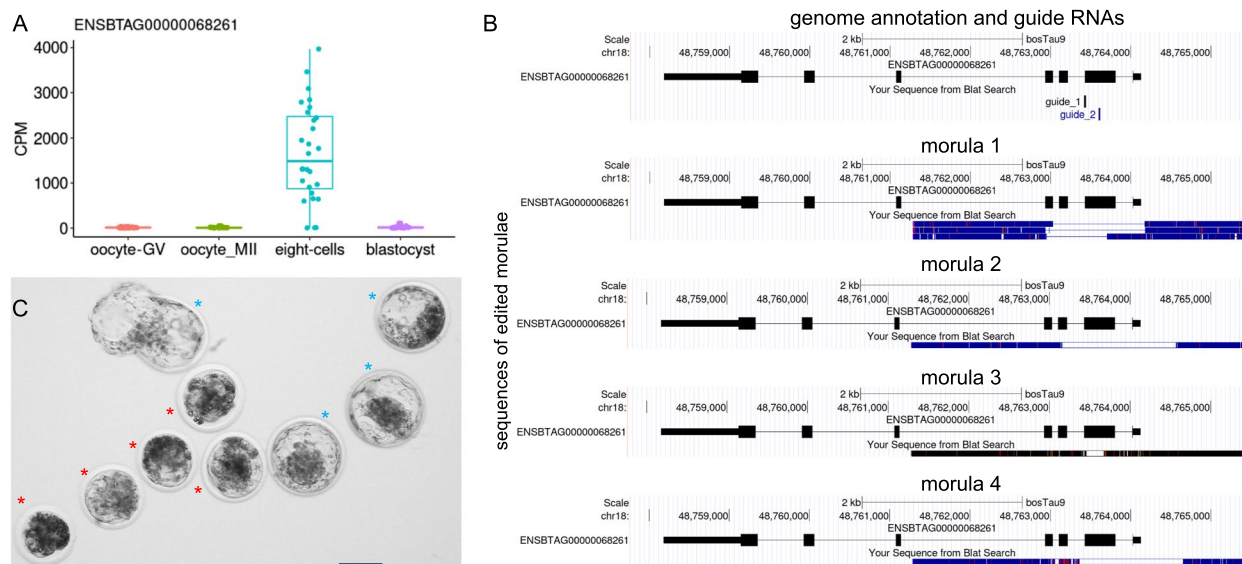 A
ENSBTAG00000068261
4000
3000
2000
1000
0
CPM
oocyte-GV oocyte_MII eight-cells blastocyst
C
* * * * * * * * *
B
genome annotation and guide RNAs
Scale 2 kb bosTau9
chr18: 48,759,000 48,760,000 48,761,000 48,762,000 48,763,000 48,764,000 48,765,000
ENSBTAG00000068261
ENSBTAG00000068261
Your Sequence from Blat Search
guide_1
guide_2
sequences of edited morulae
morula 1
Scale 2 kb bosTau9
chr18: 48,759,000 48,760,000 48,761,000 48,762,000 48,763,000 48,764,000 48,765,000
ENSBTAG00000068261
ENSBTAG00000068261
Your Sequence from Blat Search
morula 2
Scale 2 kb bosTau9
chr18: 48,759,000 48,760,000 48,761,000 48,762,000 48,763,000 48,764,000 48,765,000
ENSBTAG00000068261
ENSBTAG00000068261
Your Sequence from Blat Search
morula 3
Scale 2 kb bosTau9
chr18: 48,759,000 48,760,000 48,761,000 48,762,000 48,763,000 48,764,000 48,765,000
ENSBTAG00000068261
ENSBTAG00000068261
Your Sequence from Blat Search
morula 4
Scale 2 kb bosTau9
chr18: 48,759,000 48,760,000 48,761,000 48,762,000 48,763,000 48,764,000 48,765,000
ENSBTAG00000068261
ENSBTAG00000068261
Your Sequence from Blat Search